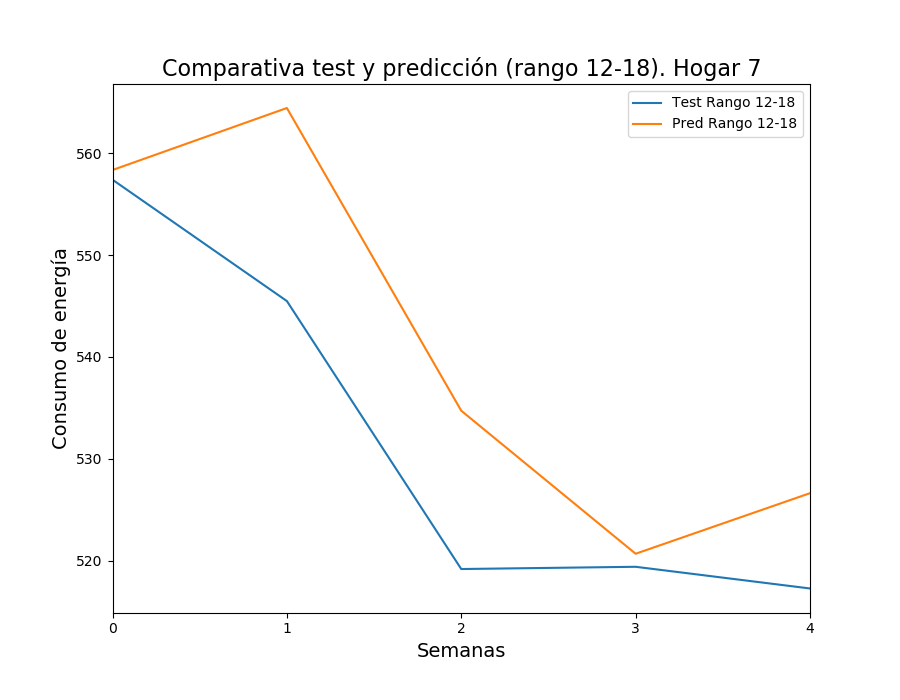 Comparativa test y predicción (rango 12-18). Hogar 7
Test Rango 12-18
Pred Rango 12-18
Consumo de energía
560
550
540
530
520
0 1 2 3 4
Semanas